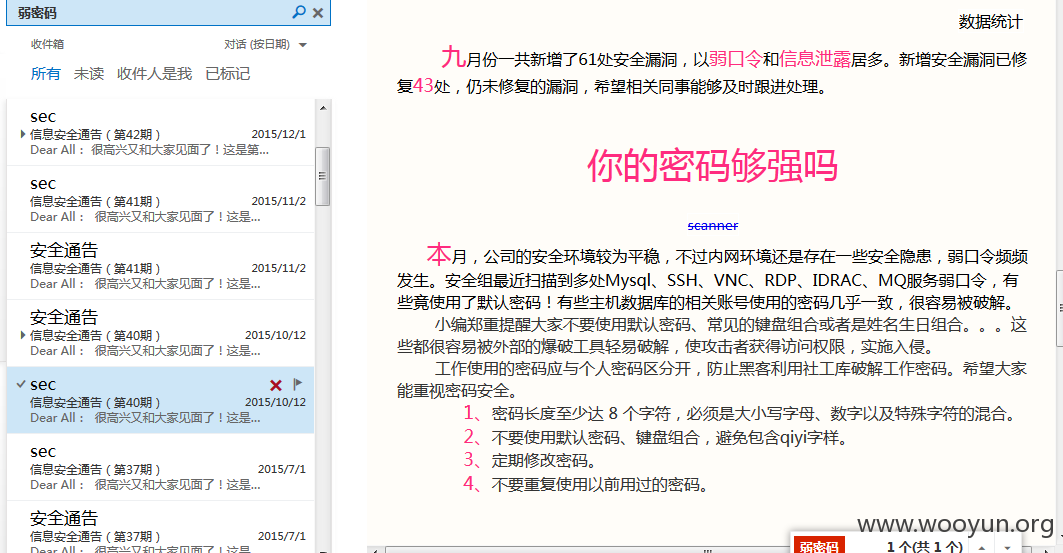 弱密码
收件箱
对话 (按日期)
所有 未读 收件人是我 已标记
sec
信息安全通告（第42期） 2015/12/1
Dear All： 很高兴又和大家见面了！这是第...
sec
信息安全通告（第41期） 2015/11/2
Dear All： 很高兴又和大家见面了！这是...
安全通告
信息安全通告（第41期） 2015/11/2
Dear All： 很高兴又和大家见面了！这是...
安全通告
信息安全通告（第40期） 2015/10/12
Dear All： 很高兴又和大家见面了！这是...
sec
信息安全通告（第40期） 2015/10/12
Dear All： 很高兴又和大家见面了！这是...
sec
信息安全通告（第37期） 2015/7/1
Dear All： 很高兴又和大家见面了！这是...
安全通告
信息安全通告（第37期） 2015/7/1
Dear All： 很高兴又和大家见面了！这是...
数据统计
九月份一共新增了61处安全漏洞，以弱口令和信息泄露居多。新增安全漏洞已修
复43处，仍未修复的漏洞，希望相关同事能够及时跟进处理。
你的密码够强吗
scanner
本月，公司的安全环境较为平稳，不过内网环境还是存在一些安全隐患，弱口令频频
发生。安全组最近扫描到多处Mysql、SSH、VNC、RDP、IDRAC、MQ服务弱口令，有
些竟使用了默认密码！有些主机数据库的相关账号使用的密码几乎一致，很容易被破解。
小编郑重提醒大家不要使用默认密码、常见的键盘组合或者是姓名生日组合。。。这
些都很容易被外部的爆破工具轻易破解，使攻击者获得访问权限，实施入侵。
工作使用的密码应与个人密码区分开，防止黑客利用社工库破解工作密码。希望大家
能重视密码安全。
1、密码长度至少达 8 个字符，必须是大小写字母、数字以及特殊字符的混合。
2、不要使用默认密码、键盘组合，避免包含qiyi字样。
3、定期修改密码。
4、不要重复使用以前用过的密码。
www.wooyun.org
弱密码 1 个(共 1 个)